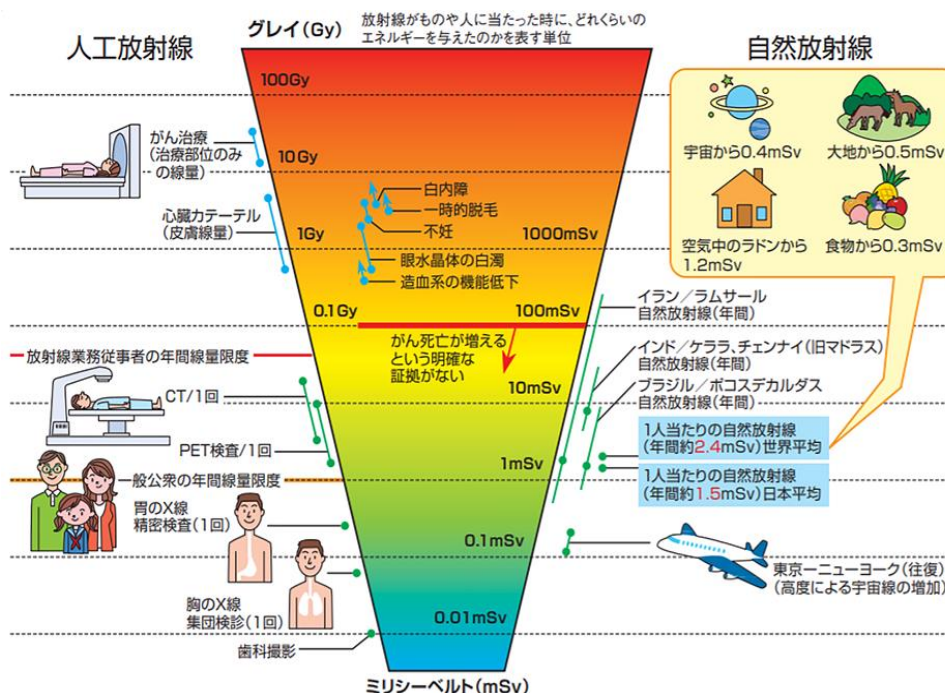 人工放射線
グレイ(Gy)
放射線がものや人に当たった時に、どれくらいの
エネルギーを与えたのかを表す単位
自然放射線
100Gy
がん治療
(治療部位のみ
の線量)
10Gy
心臓カテーテル
(皮膚線量)
1Gy
白内障
一時的脱毛
不妊
眼水晶体の白濁
造血系の機能低下
1000mSv
宇宙から0.4mSv
大地から0.5mSv
空気中のラドンから
1.2mSv
食物から0.3mSv
0.1Gy
100mSv
がん死亡が増える
という明確な
証拠がない
イラン/ラムサール
自然放射線(年間)
放射線業務従事者の年間線量限度
CT/1回
10mSv
インド/ケララ、チェンナイ(旧マドラス)
自然放射線(年間)
ブラジル/ポコスデカルダス
自然放射線(年間)
PET検査/1回
1mSv
1人当たりの自然放射線
(年間約2.4mSv)世界平均
1人当たりの自然放射線
(年間約1.5mSv)日本平均
一般公衆の年間線量限度
胃のX線
精密検査(1回)
0.1mSv
東京ーニューヨーク(往復)
(高度による宇宙線の増加)
胸のX線
集団検診(1回)
0.01mSv
歯科撮影
ミリシーベルト(mSv)